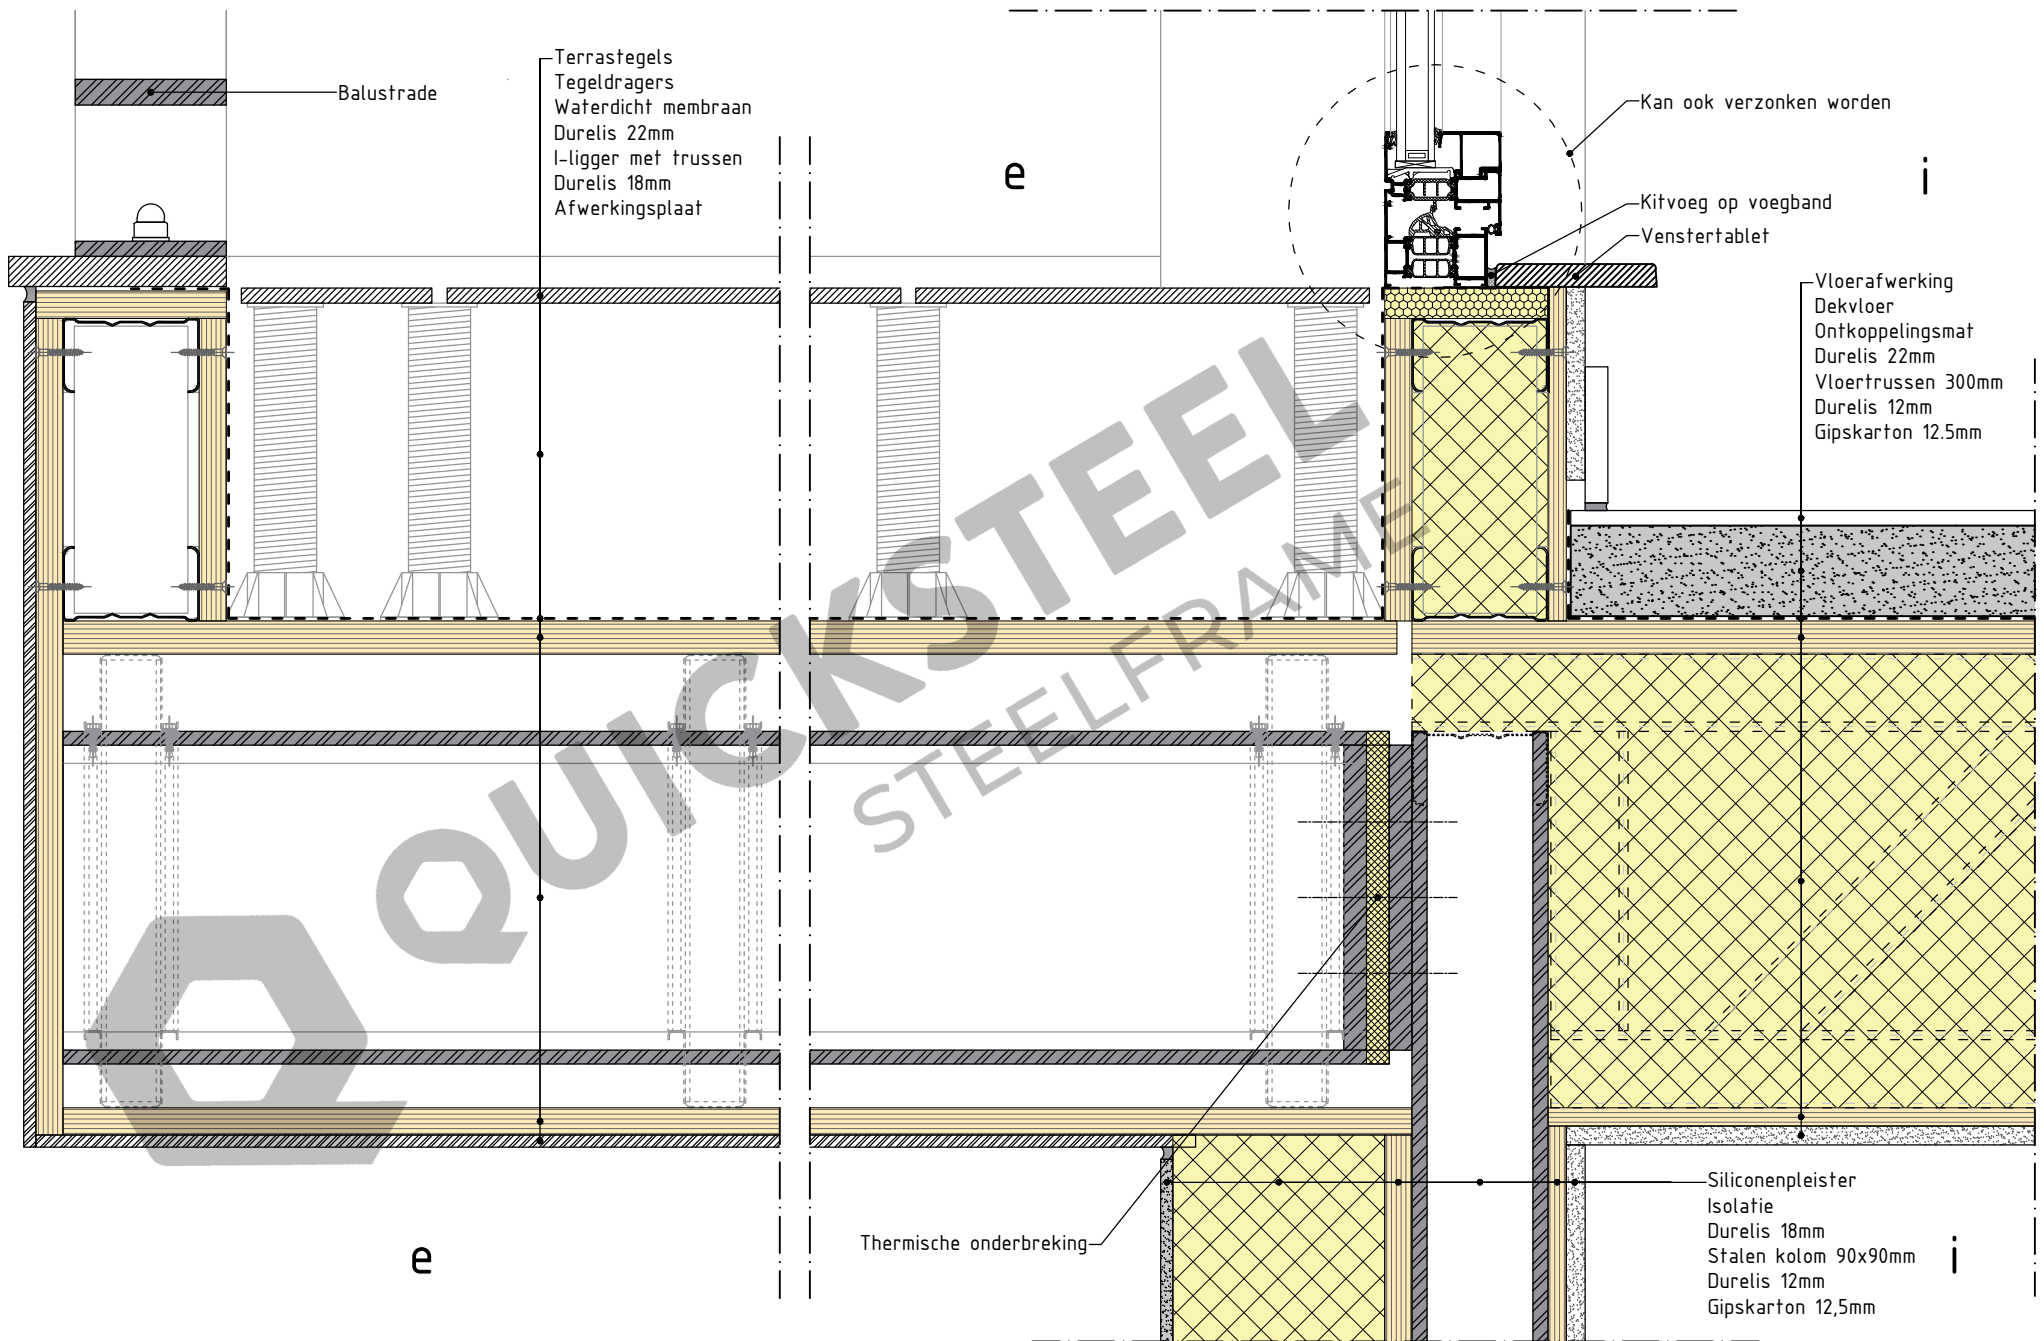 Balustrade
Terrastegels
Tegeldragers
Waterdicht membraan
Durelis 22mm
I-ligger met trussen
Durelis 18mm
Afwerkingsplaat
e
Kan ook verzonken worden
i
Kitvoeg op voegband
Venstertablet
Vloerafwerking
Dekvloer
Ontkoppelingsmat
Durelis 22mm
Vloertrussen 300mm
Durelis 12mm
Gipskarton 12.5mm
QUICKSTEEL
STEELFRAME
Thermische onderbreking
e
Siliconenpleister
Isolatie
Durelis 18mm
Stalen kolom 90x90mm
Durelis 12mm
Gipskarton 12,5mm
i